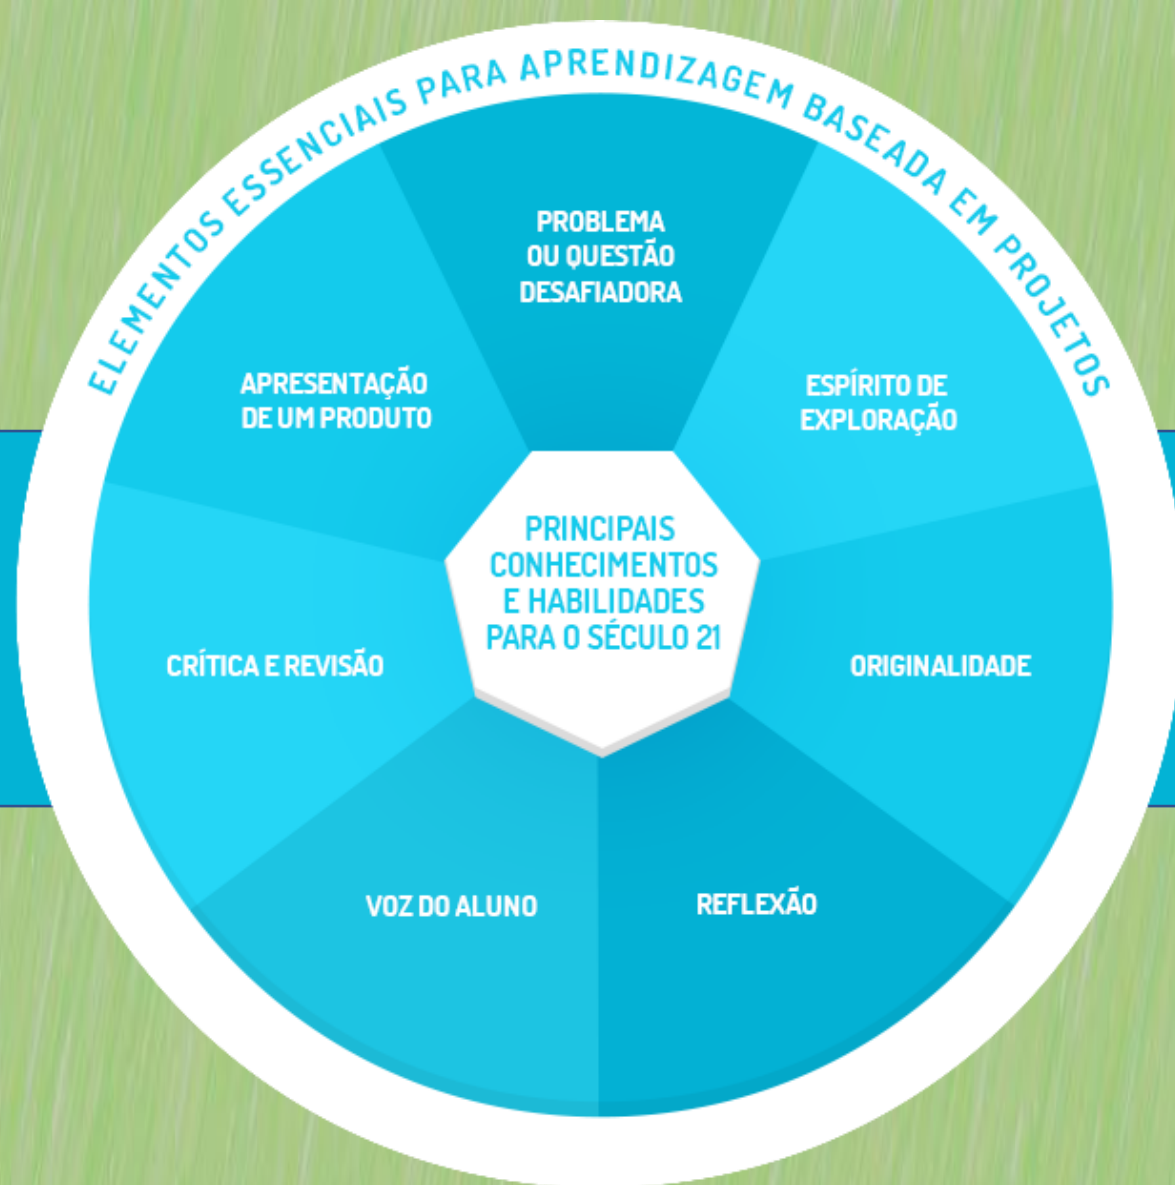 ELEMENTOS ESSENCIAIS PARA APRENDIZAGEM BASEADA EM PROJETOS
PROBLEMA
OU QUESTÃO
DESAFIADORA
ESPÍRITO DE
EXPLORAÇÃO
ORIGINALIDADE
REFLEXÃO
VOZ DO ALUNO
CRÍTICA E REVISÃO
APRESENTAÇÃO
DE UM PRODUTO
PRINCIPAIS
CONHECIMENTOS
E HABILIDADES
PARA O SÉCULO 21